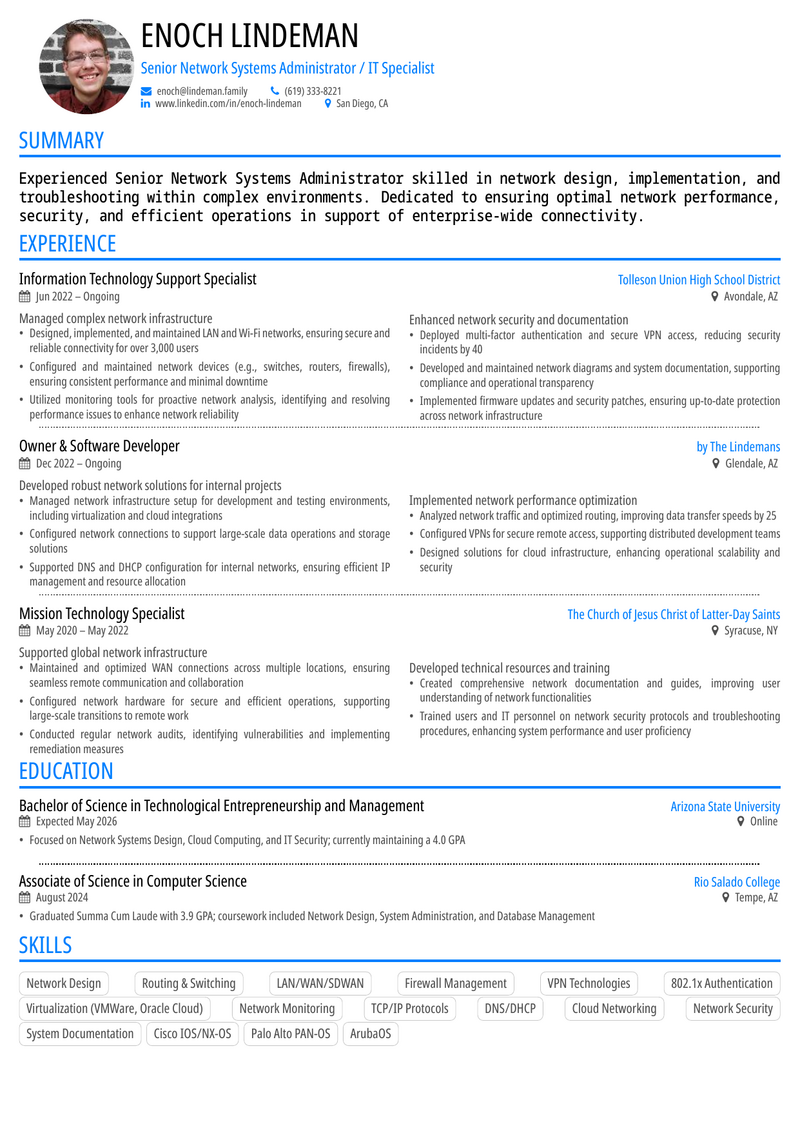 ENOCH LINDEMAN
Senior Network Systems Administrator / IT Specialist
enoch@lindeman.family (619) 333-8221
www.linkedin.com/in/enoch-lindeman San Diego, CA
SUMMARY
Experienced Senior Network Systems Administrator skilled in network design, implementation, and
troubleshooting within complex environments. Dedicated to ensuring optimal network performance,
security, and efficient operations in support of enterprise-wide connectivity.
EXPERIENCE
Information Technology Support Specialist
Tolleson Union High School District
Jun 2022 – Ongoing
Avondale, AZ
Managed complex network infrastructure
• Designed, implemented, and maintained LAN and Wi-Fi networks, ensuring secure and
reliable connectivity for over 3,000 users
• Configured and maintained network devices (e.g., switches, routers, firewalls),
ensuring consistent performance and minimal downtime
• Utilized monitoring tools for proactive network analysis, identifying and resolving
performance issues to enhance network reliability
Enhanced network security and documentation
• Deployed multi-factor authentication and secure VPN access, reducing security
incidents by 40
• Developed and maintained network diagrams and system documentation, supporting
compliance and operational transparency
• Implemented firmware updates and security patches, ensuring up-to-date protection
across network infrastructure
Owner & Software Developer
by The Lindemans
Dec 2022 – Ongoing
Glendale, AZ
Developed robust network solutions for internal projects
• Managed network infrastructure setup for development and testing environments,
including virtualization and cloud integrations
• Configured network connections to support large-scale data operations and storage
solutions
• Supported DNS and DHCP configuration for internal networks, ensuring efficient IP
management and resource allocation
Implemented network performance optimization
• Analyzed network traffic and optimized routing, improving data transfer speeds by 25
• Configured VPNs for secure remote access, supporting distributed development teams
• Designed solutions for cloud infrastructure, enhancing operational scalability and
security
Mission Technology Specialist
The Church of Jesus Christ of Latter-Day Saints
May 2020 – May 2022
Syracuse, NY
Supported global network infrastructure
• Maintained and optimized WAN connections across multiple locations, ensuring
seamless remote communication and collaboration
• Configured network hardware for secure and efficient operations, supporting
large-scale transitions to remote work
• Conducted regular network audits, identifying vulnerabilities and implementing
remediation measures
Developed technical resources and training
• Created comprehensive network documentation and guides, improving user
understanding of network functionalities
• Trained users and IT personnel on network security protocols and troubleshooting
procedures, enhancing system performance and user proficiency
EDUCATION
Bachelor of Science in Technological Entrepreneurship and Management
Arizona State University
Expected May 2026
Online
• Focused on Network Systems Design, Cloud Computing, and IT Security; currently maintaining a 4.0 GPA
Associate of Science in Computer Science
Rio Salado College
August 2024
Tempe, AZ
• Graduated Summa Cum Laude with 3.9 GPA; coursework included Network Design, System Administration, and Database Management
SKILLS
Network Design Routing & Switching LAN/WAN/SDWAN Firewall Management VPN Technologies 802.1x Authentication
Virtualization (VMWare, Oracle Cloud) Network Monitoring TCP/IP Protocols DNS/DHCP Cloud Networking Network Security
System Documentation Cisco IOS/NX-OS Palo Alto PAN-OS ArubaOS